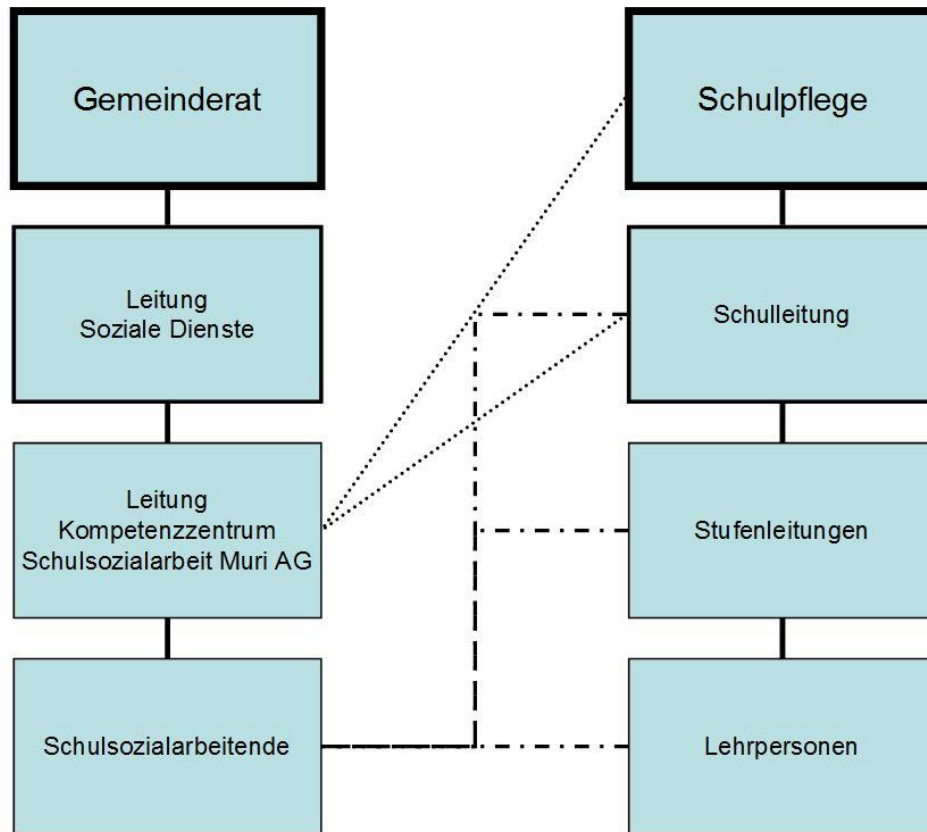 Gemeinderat
Schulpflege
Leitung
Soziale Dienste
Schulleitung
Leitung
Kompetenzzentrum
Schulsozialarbeit Muri AG
Stufenleitungen
Schulsozialarbeitende
Lehrpersonen